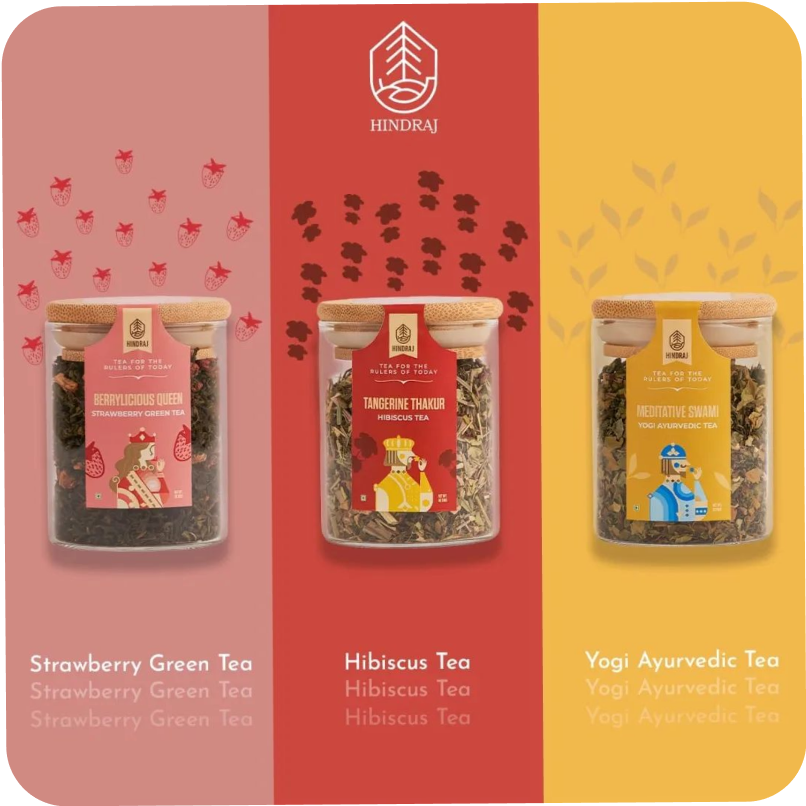 HINDRAJ
HINDRAJ
TEA FOR THE
RULERS OF TODAY
BERRYLICIOUS QUEEN
STRAWBERRY GREEN TEA
HINDRAJ
TEA FOR THE
RULERS OF TODAY
TANGERINE THAKUR
HIBISCUS TEA
HINDRAJ
TEA FOR THE
RULERS OF TODAY
MEDITATIVE SWAMI
YOGI AYURVEDIC TEA
Strawberry Green Tea
Strawberry Green Tea
Strawberry Green Tea
Hibiscus Tea
Hibiscus Tea
Hibiscus Tea
Yogi Ayurvedic Tea
Yogi Ayurvedic Tea
Yogi Ayurvedic Tea